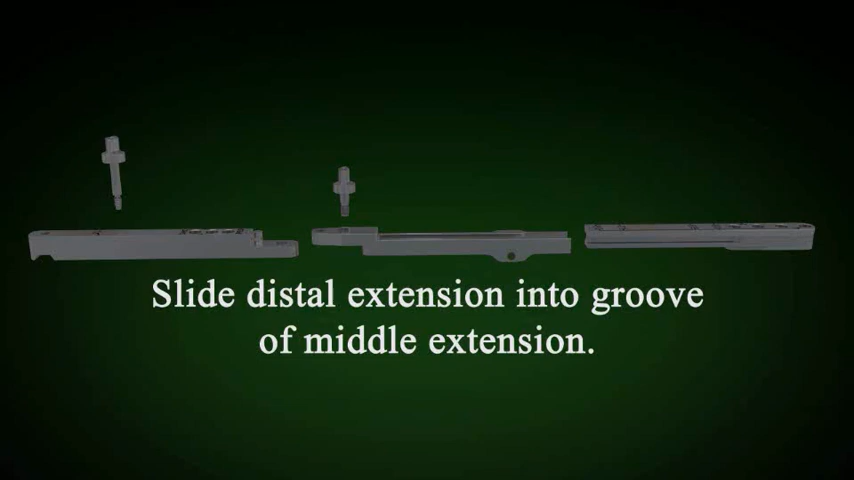 Slide distal extension into groove
of middle extension.